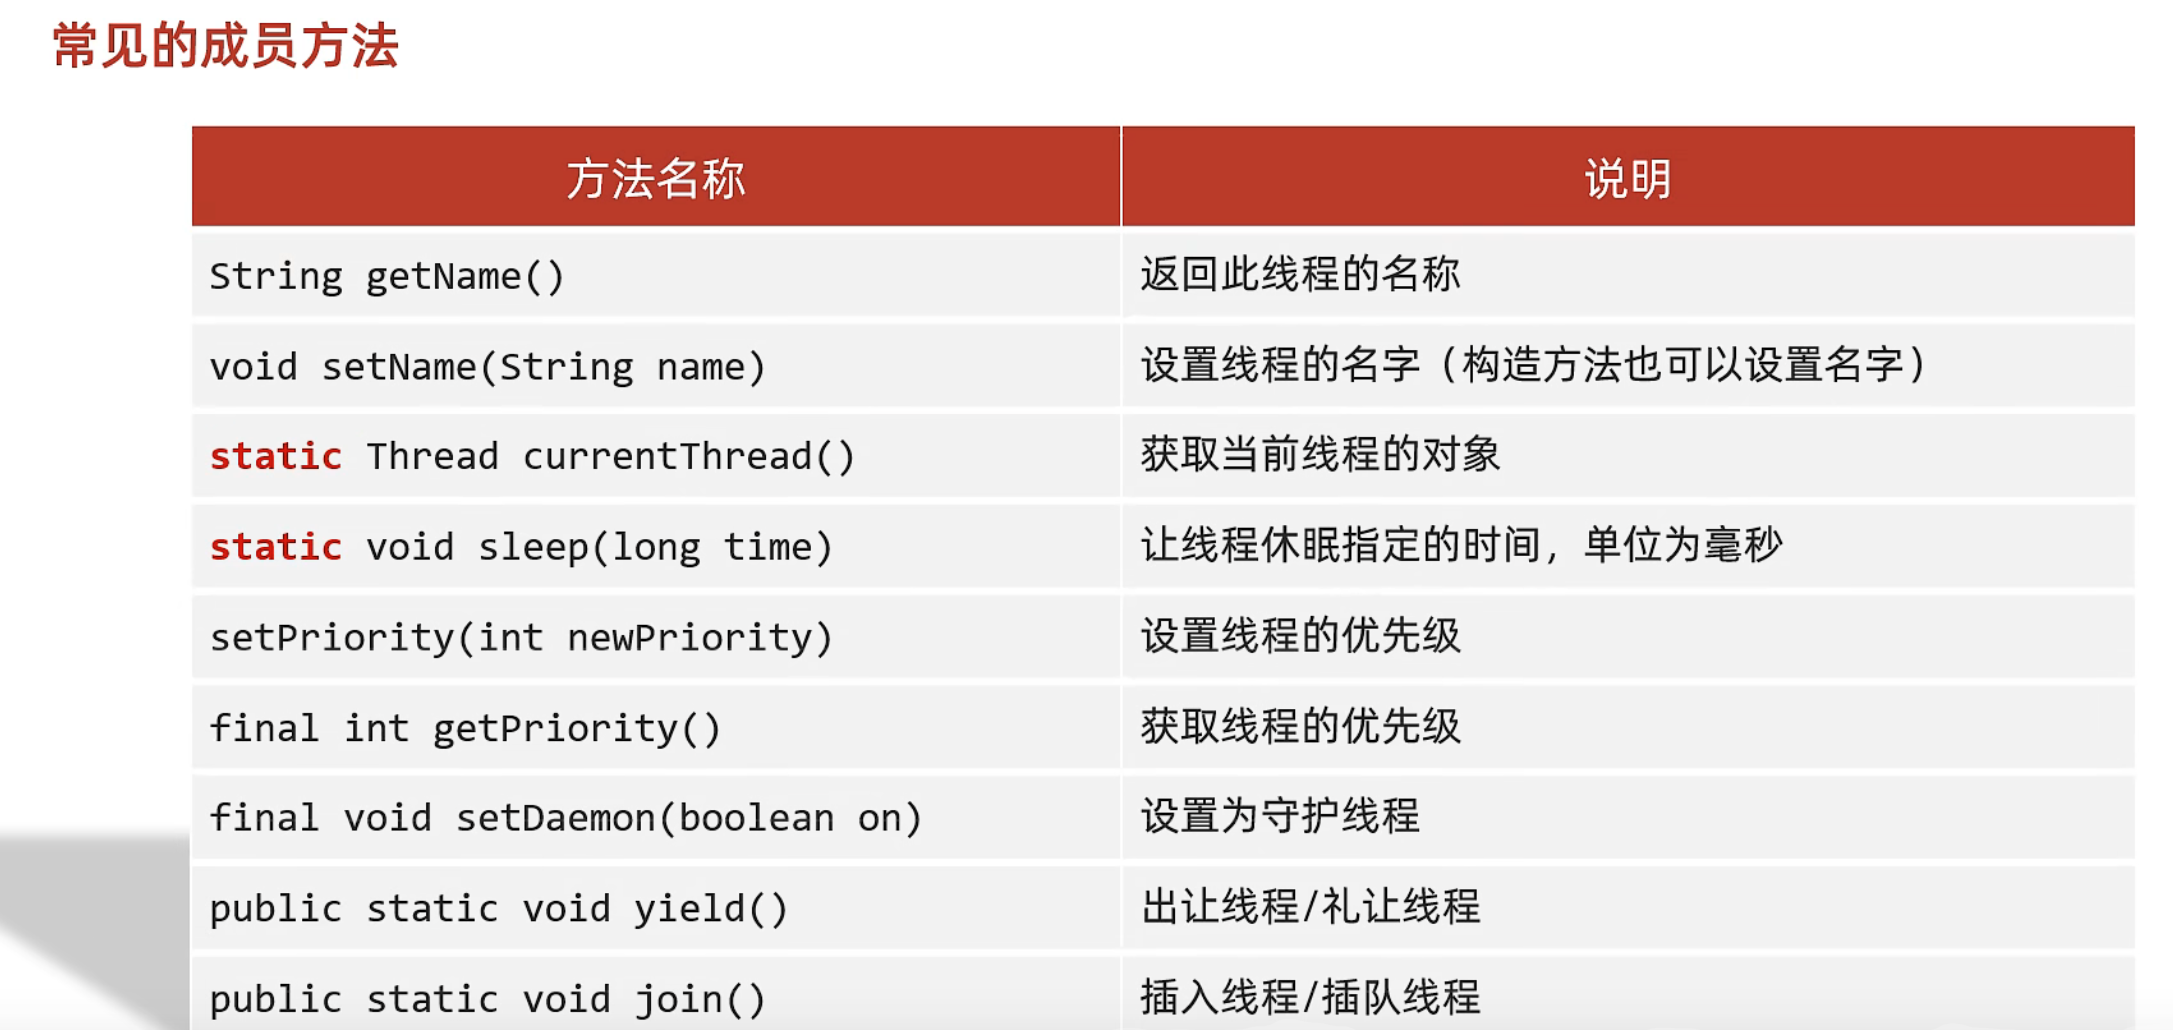 常见的成员方法
方法名称 说明
String getName() 返回此线程的名称
void setName(String name) 设置线程的名字（构造方法也可以设置名字）
static Thread currentThread() 获取当前线程的对象
static void sleep(long time) 让线程休眠指定的时间，单位为毫秒
setPriority(int newPriority) 设置线程的优先级
final int getPriority() 获取线程的优先级
final void setDaemon(boolean on) 设置为守护线程
public static void yield() 出让线程/礼让线程
public static void join() 插入线程/插队线程